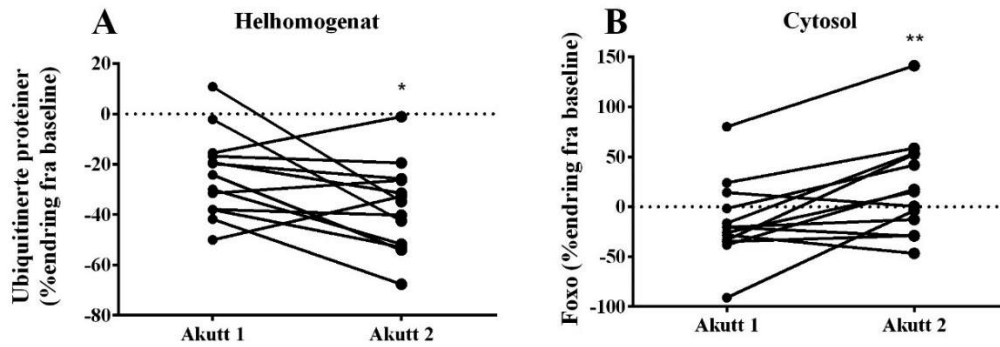 A
Helhomogenat
Ubiquitinerte proteiner
(%endring fra baseline)
20
0
-20
-40
-60
-80
*
Akutt 1
Akutt 2
B
Cytosol
Foxo (%endring fra baseline)
150
100
50
0
-50
-100
**
Akutt 1
Akutt 2